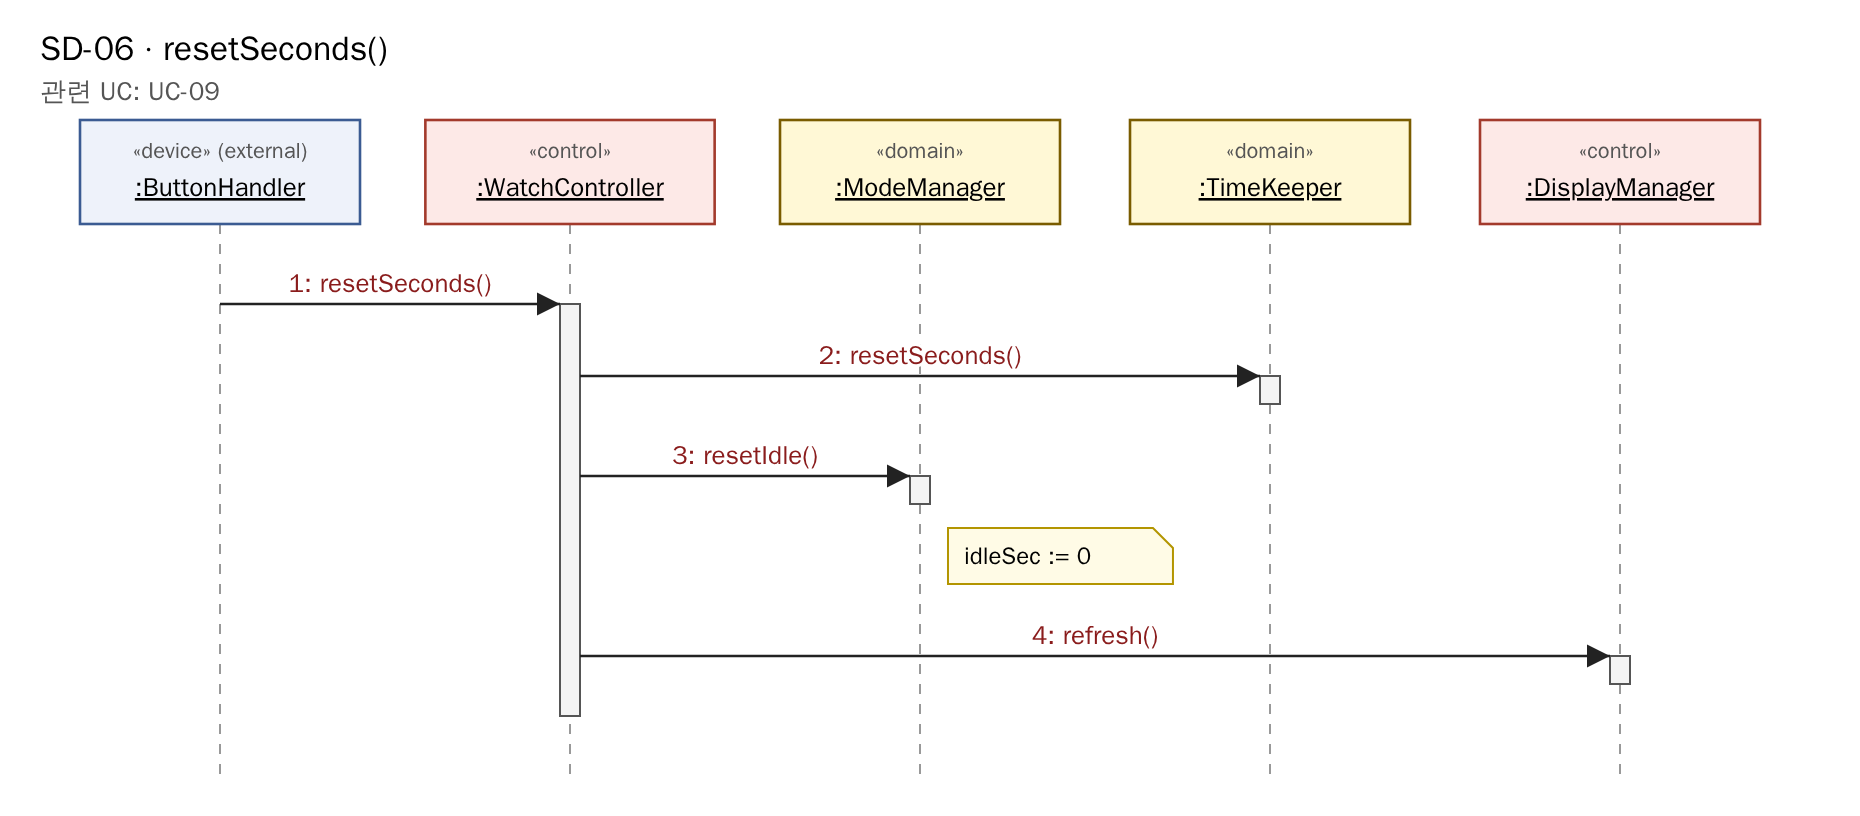 SD-06 · resetSeconds()
관련 UC: UC-09
«device» (external)
:ButtonHandler
«control»
:WatchController
«domain»
:ModeManager
«domain»
:TimeKeeper
«control»
:DisplayManager
1: resetSeconds()
2: resetSeconds()
3: resetIdle()
idleSec := 0
4: refresh()